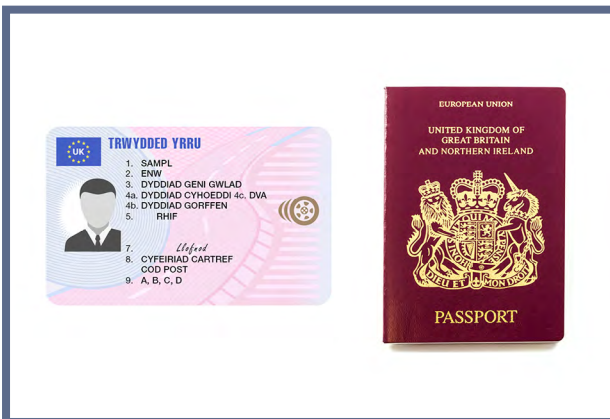 UK
TRWYDDED YRRU
1. SAMPL
2. ENW
3. DYDDIAD GENI GWLAD
4a. DYDDIAD CYHOEDDI 4c. DVA
4b. DYDDIAD GORFFEN
5. RHIF
7. Llofnod
8. CYFEIRIAD CARTREF
COD POST
9. A, B, C, D
EUROPEAN UNION
UNITED KINGDOM OF
GREAT BRITAIN
AND NORTHERN IRELAND
DIEU ET MON DROIT
PASSPORT